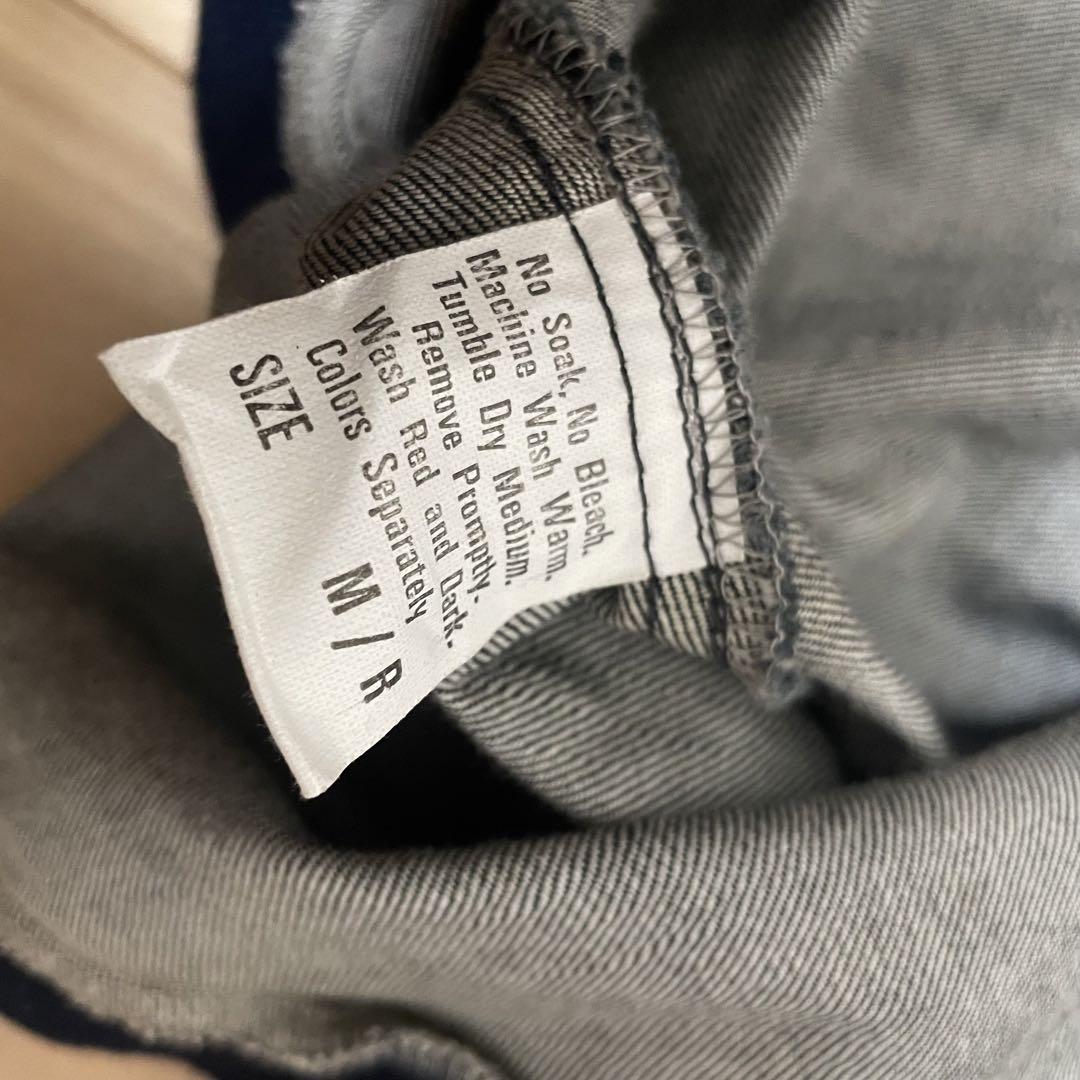 No Soak, No Bleach.
Machine Wash Warm.
Tumble Dry Medium.
Remove Promptly.
Wash Red and Dark.
Colors Separately
SIZE M/R